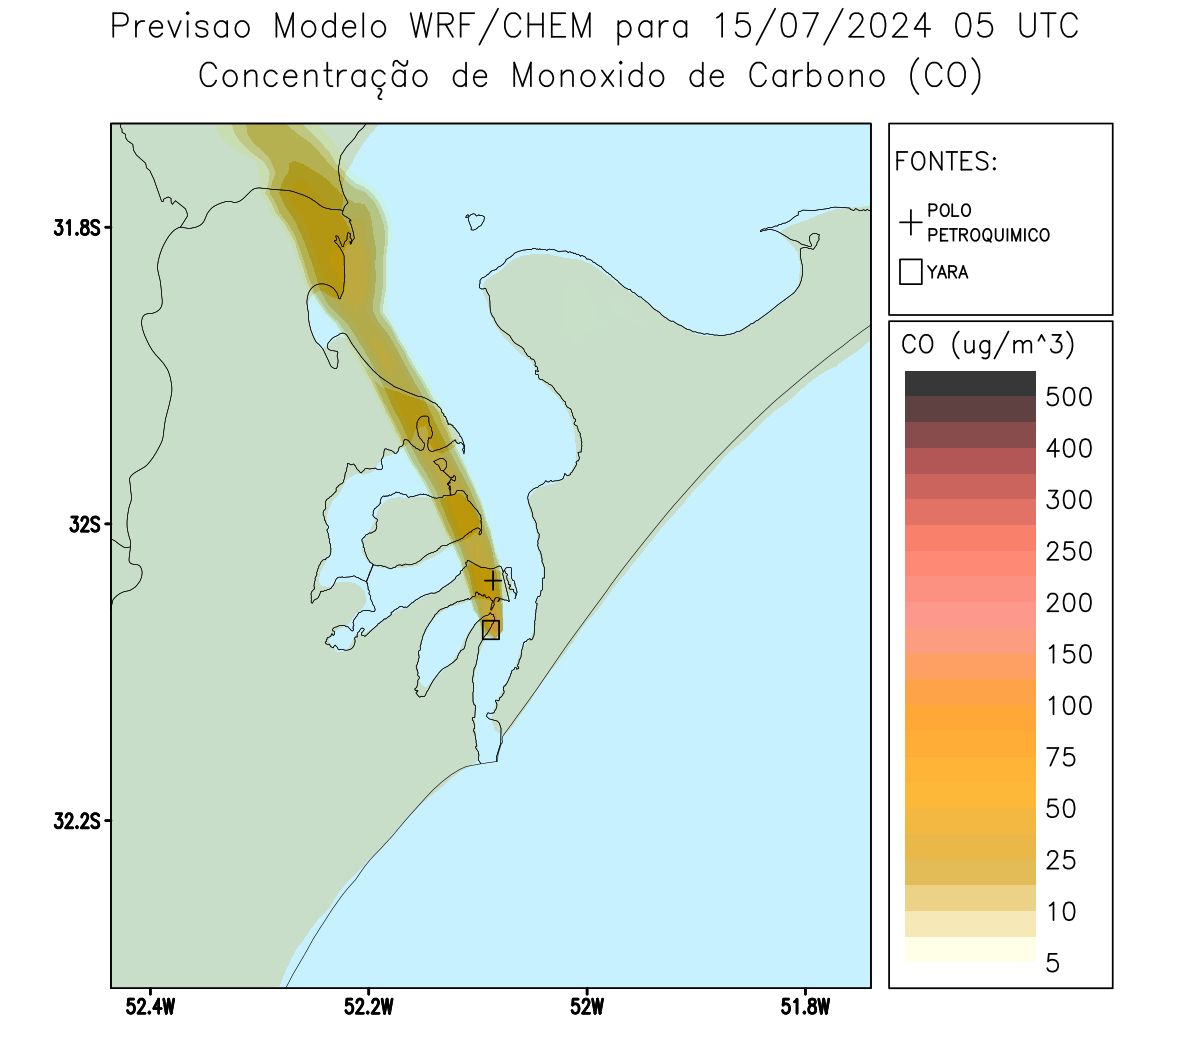 Previsao Modelo WRF/CHEM para 15/07/2024 05 UTC
Concentração de Monoxido de Carbono (CO)
FONTES:
POLO
PETROQUIMICO
YARA
CO (ug/m^3)
500
400
300
250
200
150
100
75
50
25
10
5
31.8S
32S
32.2S
52.4W
52.2W
52W
51.8W